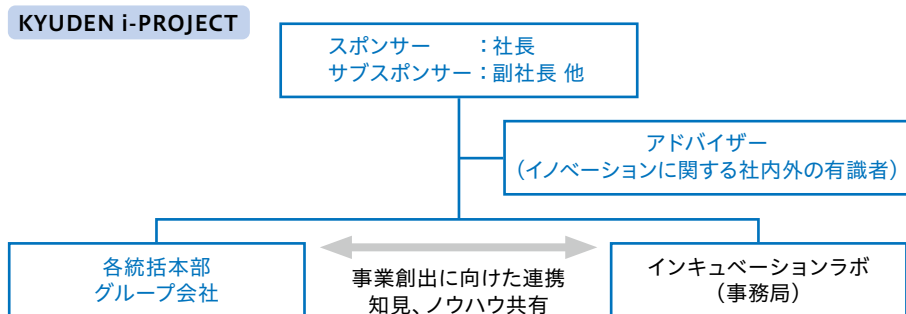 KYUDEN i-PROJECT
スポンサー　　：社長
サブスポンサー：副社長 他
アドバイザー
（イノベーションに関する社内外の有識者）
各統括本部
グループ会社
事業創出に向けた連携
知見、ノウハウ共有
インキュベーションラボ
（事務局）